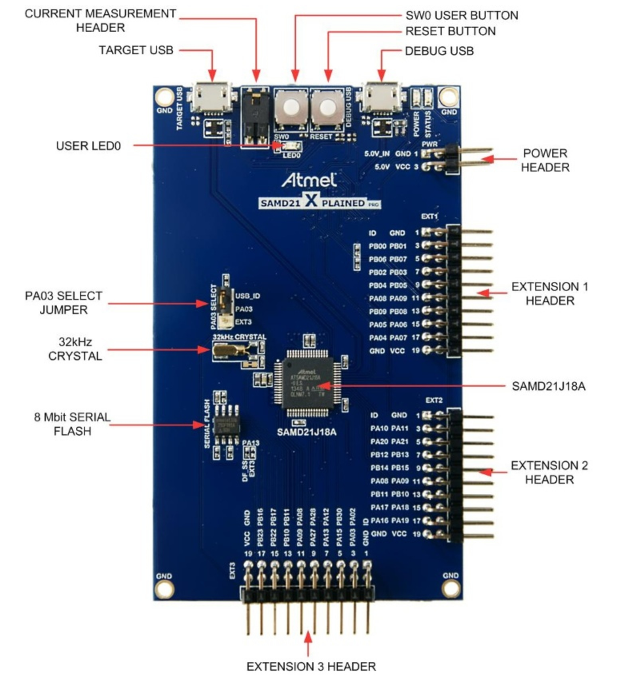 CURRENT MEASUREMENT
HEADER
SW0 USER BUTTON
RESET BUTTON
TARGET USB
DEBUG USB
TARGET USB
DEBUG USB
GND
GND
POWER
STATUS
SW0
RESET
USER LED0
LED0
PWR
5.0V_IN GND 1
5.0V VCC 3
POWER
HEADER
Atmel
SAMD21 XPLAINED PRO
EXT1
ID GND 1
PB00 PB01 3
PB06 PB07 5
PB02 PB03 7
PB04 PB05 9
PA08 PA09 11
PB09 PB08 13
PA05 PA06 15
PA04 PA07 17
GND VCC 19
EXTENSION 1
HEADER
PA03 SELECT
JUMPER
PA03 SELECT
USB_ID
PA03
EXT3
32kHz CRYSTAL
32kHz
CRYSTAL
Atmel
SAMD21J18A
SAMD21J18A
8 Mbit SERIAL
FLASH
SERIAL FLASH
PA13
DF_SS
EXT3
EXT2
ID GND 1
PA10 PA11 3
PA20 PA21 5
PB12 PB13 7
PB14 PB15 9
PA08 PA09 11
PB11 PB10 13
PA17 PA18 15
PA16 PA19 17
GND VCC 19
EXTENSION 2
HEADER
EXT3
VCC GND
PB23 PB16
PB22 PB17
PB10 PB11
PA09 PA08
PA27 PA28
PA13 PA12
PA15 PB30
PA03 PA02
GND ID
19 17 15 13 11 9 7 5 3 1
GND
GND
EXTENSION 3 HEADER